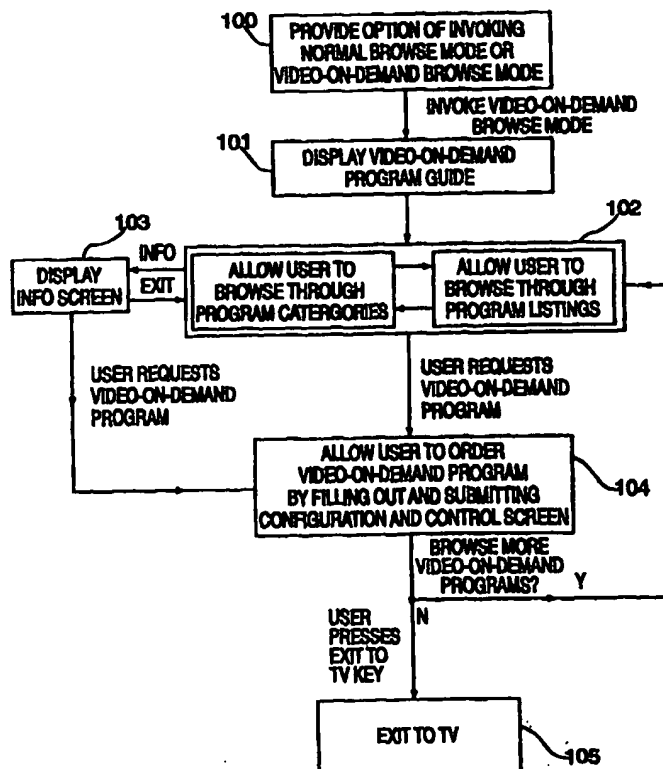 100
PROVIDE OPTION OF INVOKING
NORMAL BROWSE MODE OR
VIDEO-ON-DEMAND BROWSE MODE
INVOKE VIDEO-ON-DEMAND
BROWSE MODE
101
DISPLAY VIDEO-ON-DEMAND
PROGRAM GUIDE
102
103
DISPLAY
INFO SCREEN
INFO
EXIT
ALLOW USER TO
BROWSE THROUGH
PROGRAM CATERGORIES
ALLOW USER TO
BROWSE THROUGH
PROGRAM LISTINGS
USER REQUESTS
VIDEO-ON-DEMAND
PROGRAM
USER REQUESTS
VIDEO-ON-DEMAND
PROGRAM
ALLOW USER TO ORDER
VIDEO-ON-DEMAND PROGRAM
BY FILLING OUT AND SUBMITTING
CONFIGURATION AND CONTROL SCREEN
104
BROWSE MORE
VIDEO-ON-DEMAND
PROGRAMS?
Y
N
USER
PRESSES
EXIT TO
TV KEY
EXIT TO TV
105